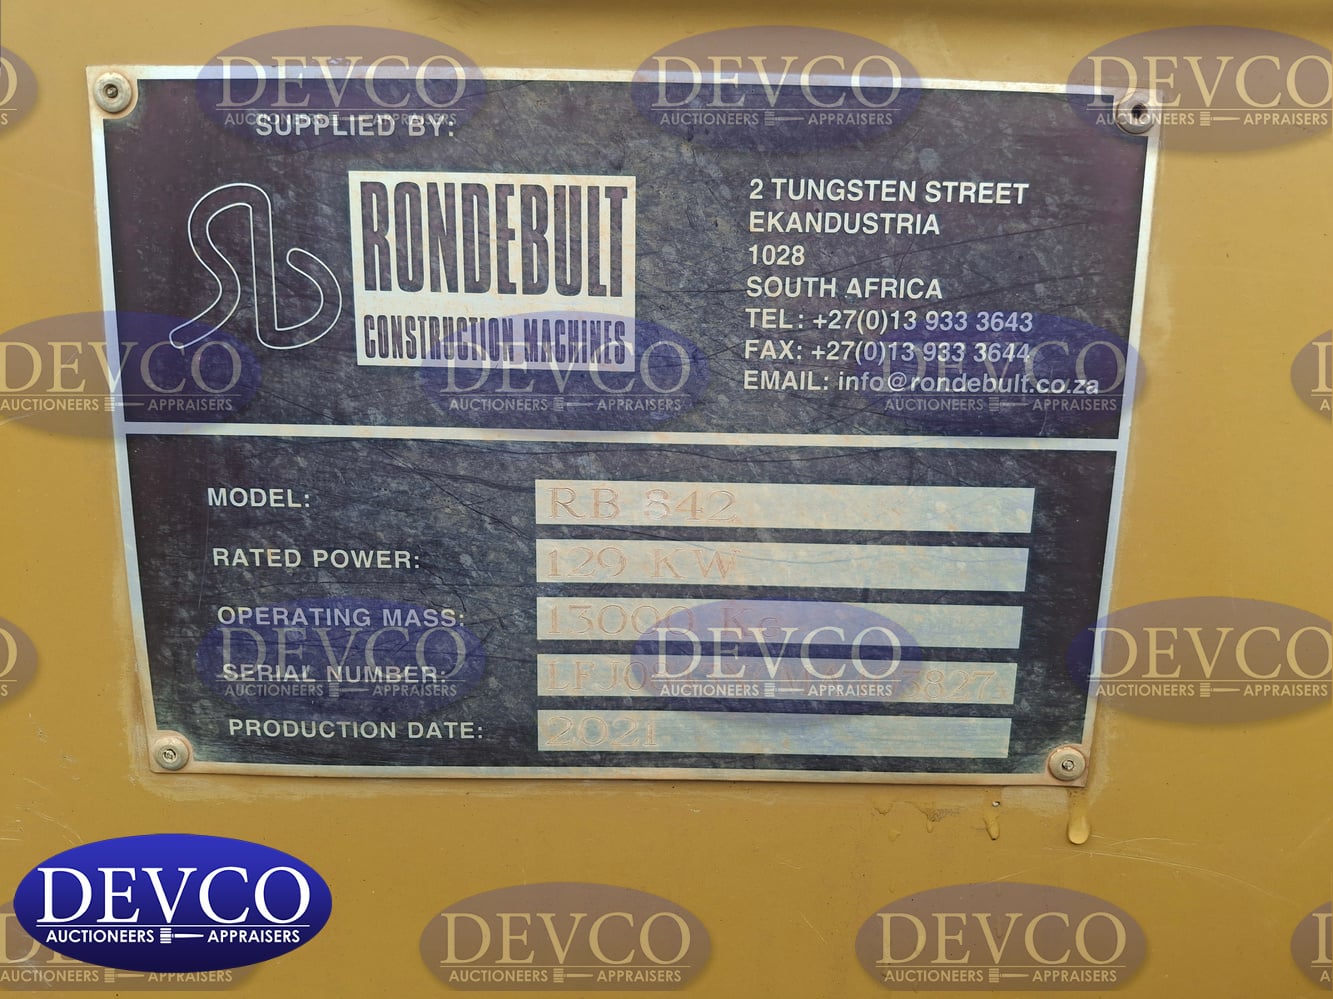 SUPPLIED BY:
RONDEBULT
CONSTRUCTION MACHINES
2 TUNGSTEN STREET
EKANDUSTRIA
1028
SOUTH AFRICA
TEL: +27(0)13 933 3643
FAX: +27(0)13 933 3644
EMAIL: info@rondebult.co.za
MODEL: RB 842
RATED POWER: 129 KW
OPERATING MASS: 13000 KG
SERIAL NUMBER:
PRODUCTION DATE: 2021
DEVCO
AUCTIONEERS APPRAISERS